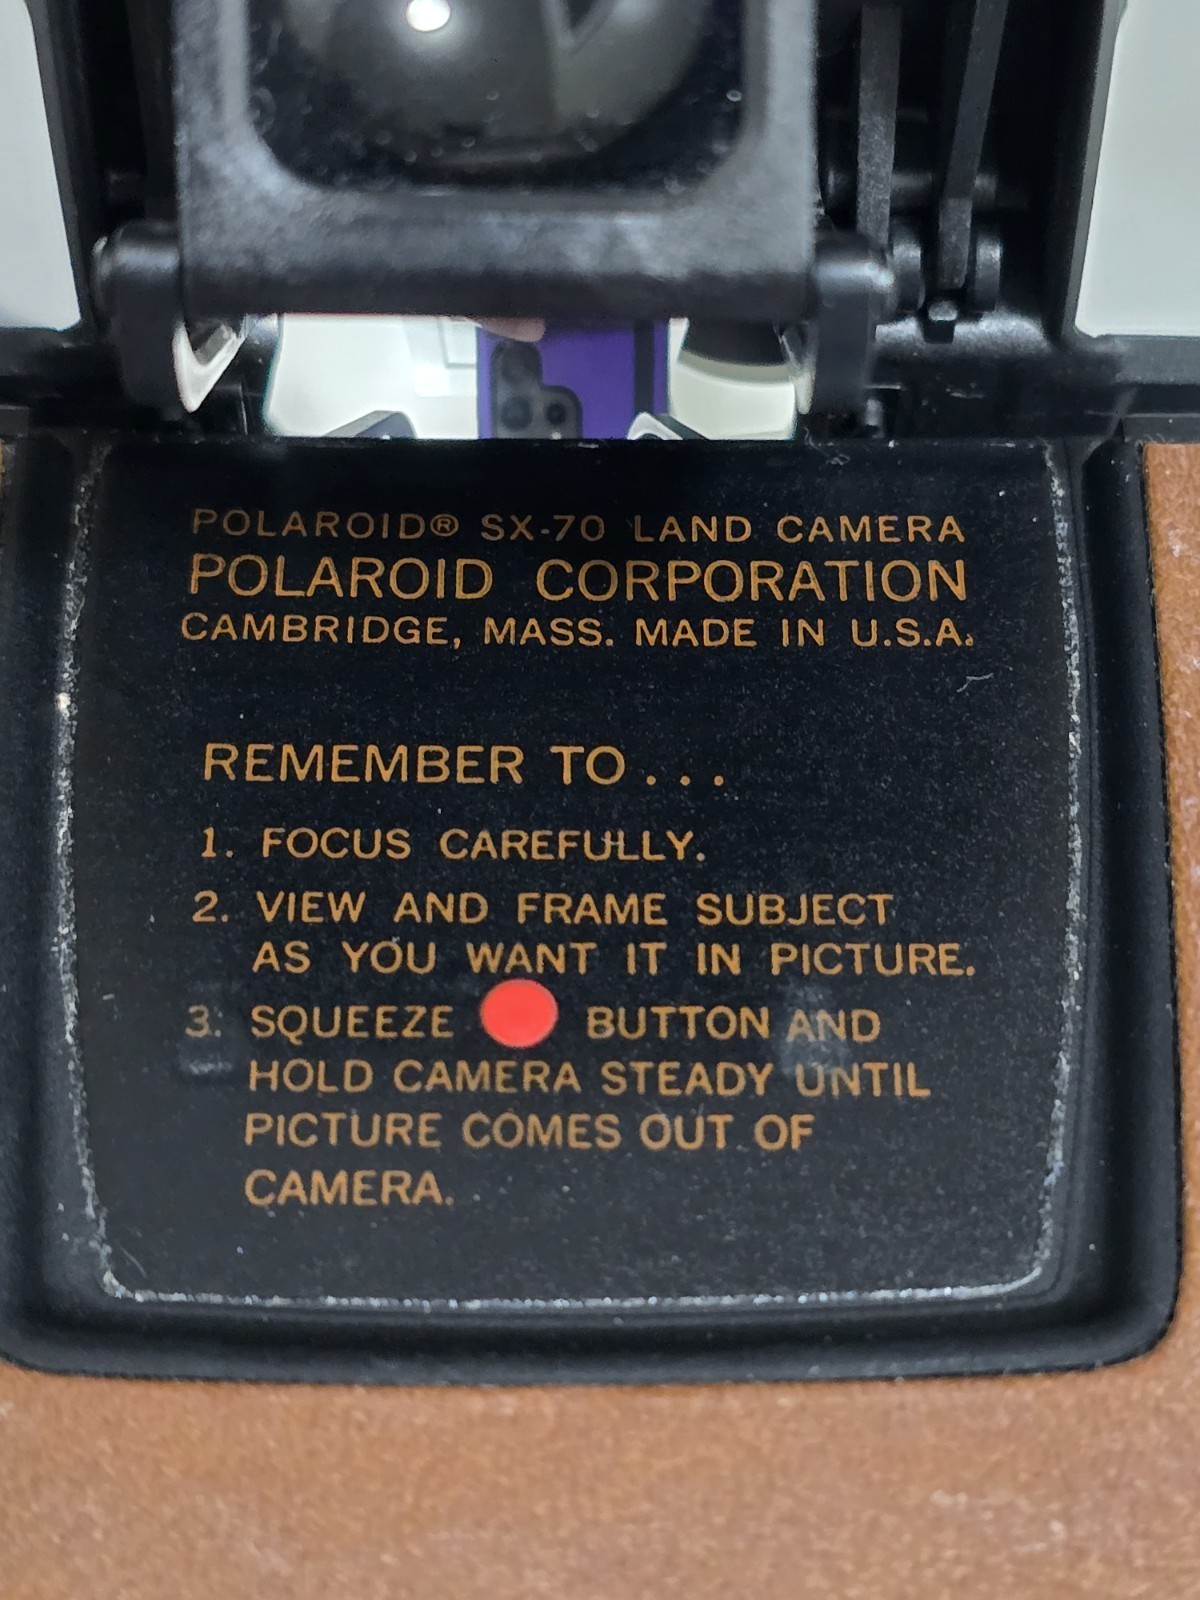 POLAROID® SX-70 LAND CAMERA
POLAROID CORPORATION
CAMBRIDGE, MASS. MADE IN U.S.A.
REMEMBER TO...
1. FOCUS CAREFULLY.
2. VIEW AND FRAME SUBJECT
AS YOU WANT IT IN PICTURE.
3. SQUEEZE BUTTON AND
HOLD CAMERA STEADY UNTIL
PICTURE COMES OUT OF
CAMERA.